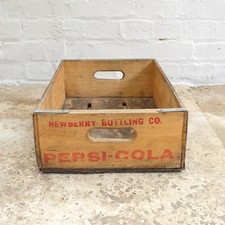 NEWBERRY BOTTLING CO.
PEPSI-COLA